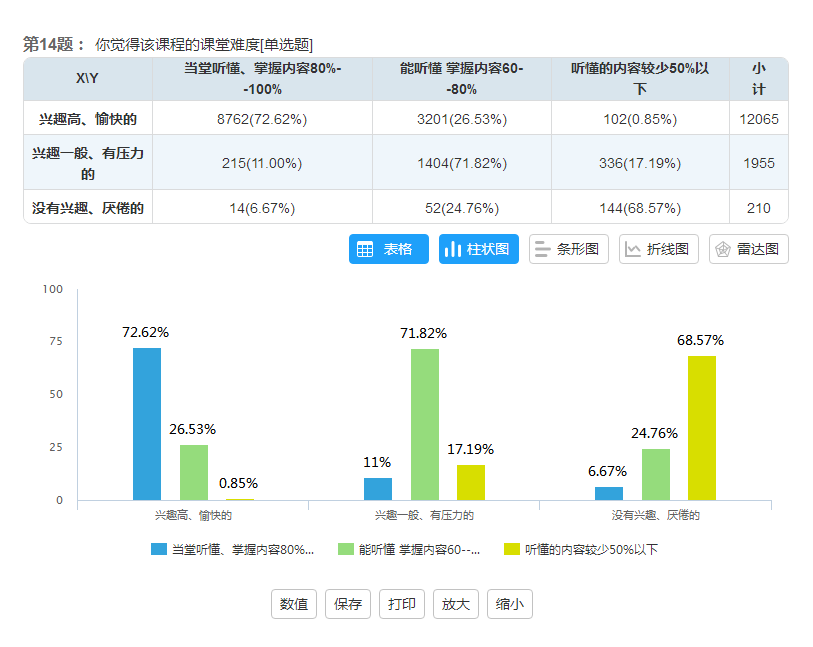 第14题： 你觉得该课程的课堂难度[单选题]
X\Y
当堂听懂、掌握内容80%-
-100%
能听懂 掌握内容60-
-80%
听懂的内容较少50%以
下
小
计
兴趣高、愉快的 8762(72.62%) 3201(26.53%) 102(0.85%) 12065
兴趣一般、有压力
的
215(11.00%) 1404(71.82%) 336(17.19%) 1955
没有兴趣、厌倦的 14(6.67%) 52(24.76%) 144(68.57%) 210
表格 柱状图 条形图 折线图 雷达图
100
75
50
25
0
72.62%
26.53%
0.85%
11%
71.82%
17.19%
6.67%
24.76%
68.57%
兴趣高、愉快的 兴趣一般、有压力的 没有兴趣、厌倦的
当堂听懂、掌握内容80%... 能听懂 掌握内容60--... 听懂的内容较少50%以下
数值 保存 打印 放大 缩小